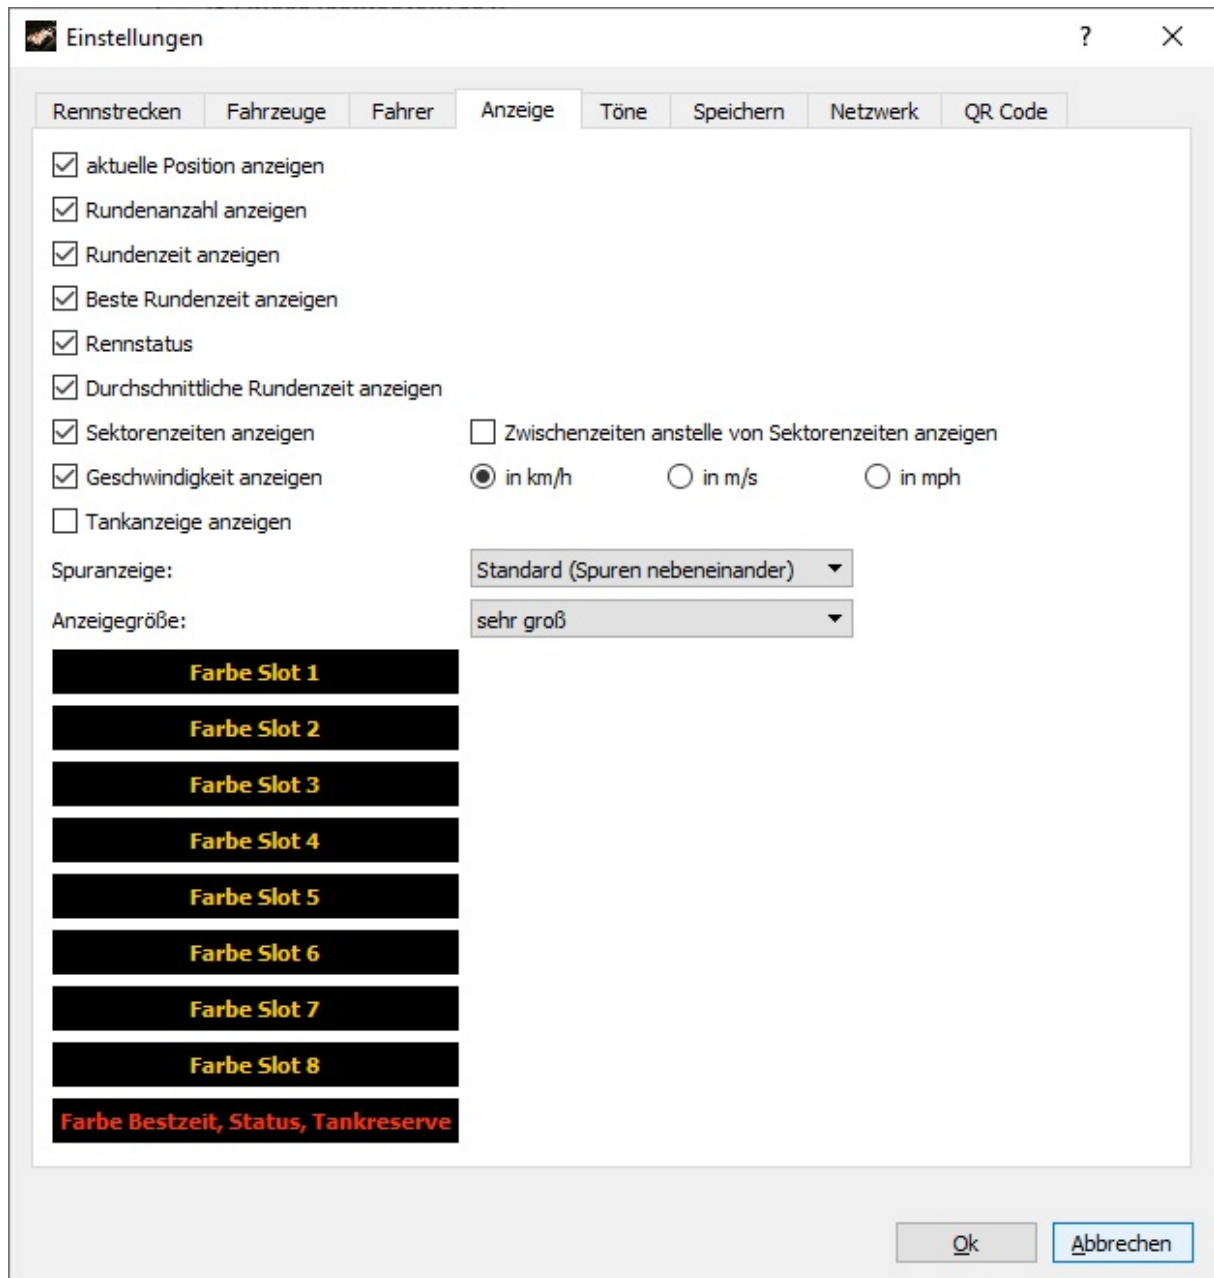 Einstellungen ?
Rennstrecken Fahrzeuge Fahrer Anzeige Töne Speichern Netzwerk QR Code
aktuelle Position anzeigen
Rundenanzahl anzeigen
Rundenzeit anzeigen
Beste Rundenzeit anzeigen
Rennstatus
Durchschnittliche Rundenzeit anzeigen
Sektorenzeiten anzeigen Zwischenzeiten anstelle von Sektorenzeiten anzeigen
Geschwindigkeit anzeigen in km/h in m/s in mph
Tankanzeige anzeigen
Spuranzeige: Standard (Spuren nebeneinander)
Anzeigegröße: sehr groß
Farbe Slot 1
Farbe Slot 2
Farbe Slot 3
Farbe Slot 4
Farbe Slot 5
Farbe Slot 6
Farbe Slot 7
Farbe Slot 8
Farbe Bestzeit, Status, Tankreserve
Ok Abbrechen